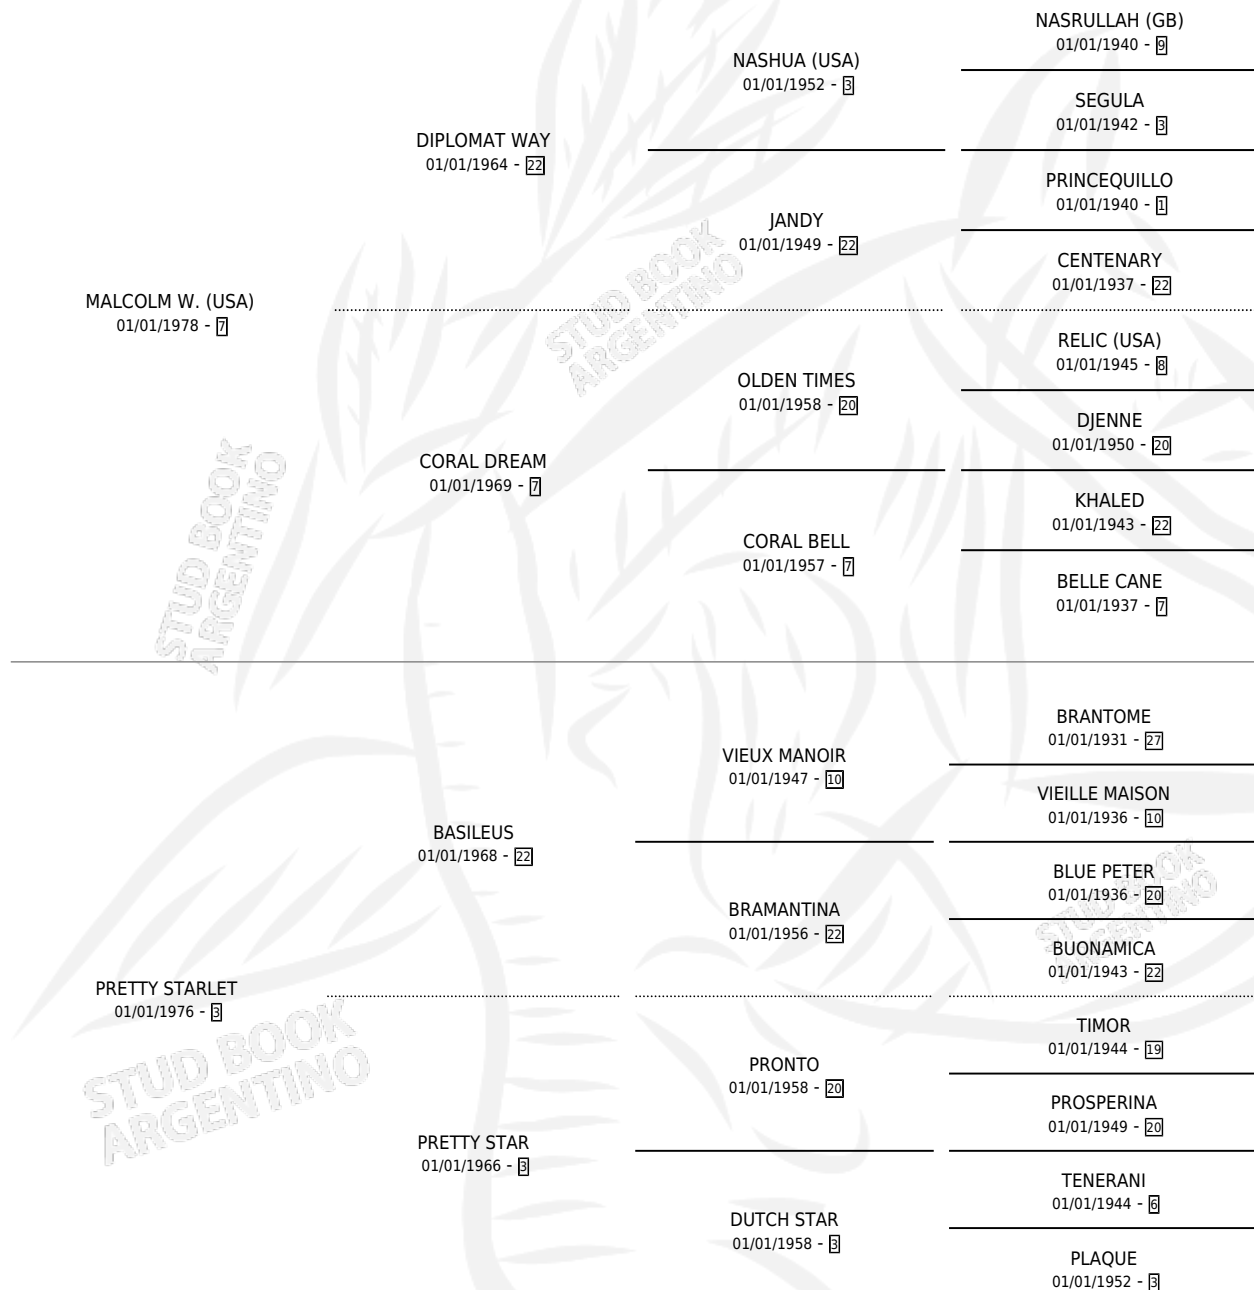 NASRULLAH (GB)
01/01/1940 - 9
NASHUA (USA)
01/01/1952 - 3
SEGULA
01/01/1942 - 3
DIPLOMAT WAY
01/01/1964 - 22
PRINCEQUILLO
01/01/1940 - 1
JANDY
01/01/1949 - 22
CENTENARY
01/01/1937 - 22
MALCOLM W. (USA)
01/01/1978 - 7
RELIC (USA)
01/01/1945 - 8
OLDEN TIMES
01/01/1958 - 20
DJENNE
01/01/1950 - 20
CORAL DREAM
01/01/1969 - 7
KHALED
01/01/1943 - 22
CORAL BELL
01/01/1957 - 7
BELLE CANE
01/01/1937 - 7
BRANTOME
01/01/1931 - 27
VIEUX MANOIR
01/01/1947 - 10
VIEILLE MAISON
01/01/1936 - 10
BASILEUS
01/01/1968 - 22
BLUE PETER
01/01/1936 - 20
BRAMANTINA
01/01/1956 - 22
BUONAMICA
01/01/1943 - 22
PRETTY STARLET
01/01/1976 - 3
TIMOR
01/01/1944 - 19
PRONTO
01/01/1958 - 20
PROSPERINA
01/01/1949 - 20
PRETTY STAR
01/01/1966 - 3
TENERANI
01/01/1944 - 6
DUTCH STAR
01/01/1958 - 3
PLAQUE
01/01/1952 - 3
STUD BOOK
ARGENTINO
STUD BOOK
ARGENTINO
STUD BOOK
ARGENTINO
STUD BOOK
ARGENTINO